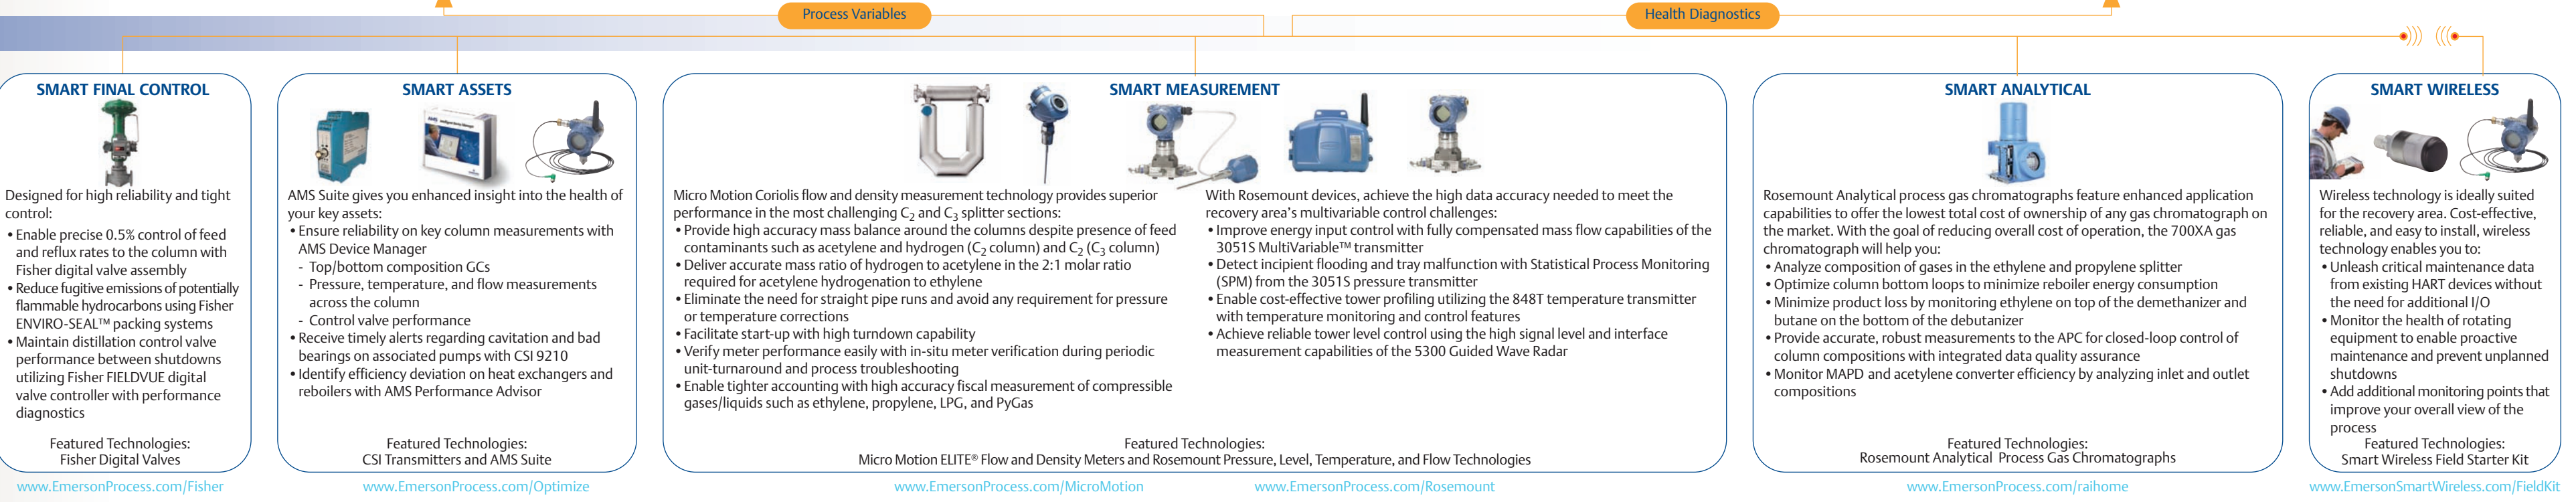 Process Variables
Health Diagnostics
SMART FINAL CONTROL
Designed for high reliability and tight
control:
• Enable precise 0.5% control of feed
and reflux rates to the column with
Fisher digital valve assembly
• Reduce fugitive emissions of potentially
flammable hydrocarbons using Fisher
ENVIRO-SEAL™ packing systems
• Maintain distillation control valve
performance between shutdowns
utilizing Fisher FIELDVUE digital
valve controller with performance
diagnostics
Featured Technologies:
Fisher Digital Valves
www.EmersonProcess.com/Fisher
SMART ASSETS
AMS Suite gives you enhanced insight into the health of
your key assets:
• Ensure reliability on key column measurements with
AMS Device Manager
- Top/bottom composition GCs
- Pressure, temperature, and flow measurements
across the column
- Control valve performance
• Receive timely alerts regarding cavitation and bad
bearings on associated pumps with CSI 9210
• Identify efficiency deviation on heat exchangers and
reboilers with AMS Performance Advisor
Featured Technologies:
CSI Transmitters and AMS Suite
www.EmersonProcess.com/Optimize
SMART MEASUREMENT
Micro Motion Coriolis flow and density measurement technology provides superior
performance in the most challenging C₂ and C₃ splitter sections:
• Provide high accuracy mass balance around the columns despite presence of feed
contaminants such as acetylene and hydrogen (C₂ column) and C₂ (C₃ column)
• Deliver accurate mass ratio of hydrogen to acetylene in the 2:1 molar ratio
required for acetylene hydrogenation to ethylene
• Eliminate the need for straight pipe runs and avoid any requirement for pressure
or temperature corrections
• Facilitate start-up with high turndown capability
• Verify meter performance easily with in-situ meter verification during periodic
unit-turnaround and process troubleshooting
• Enable tighter accounting with high accuracy fiscal measurement of compressible
gases/liquids such as ethylene, propylene, LPG, and PyGas
With Rosemount devices, achieve the high data accuracy needed to meet the
recovery area's multivariable control challenges:
• Improve energy input control with fully compensated mass flow capabilities of the
3051S MultiVariable™ transmitter
• Detect incipient flooding and tray malfunction with Statistical Process Monitoring
(SPM) from the 3051S pressure transmitter
• Enable cost-effective tower profiling utilizing the 848T temperature transmitter
with temperature monitoring and control features
• Achieve reliable tower level control using the high signal level and interface
measurement capabilities of the 5300 Guided Wave Radar
Featured Technologies:
Micro Motion ELITE® Flow and Density Meters and Rosemount Pressure, Level, Temperature, and Flow Technologies
www.EmersonProcess.com/MicroMotion
www.EmersonProcess.com/Rosemount
SMART ANALYTICAL
Rosemount Analytical process gas chromatographs feature enhanced application
capabilities to offer the lowest total cost of ownership of any gas chromatograph on
the market. With the goal of reducing overall cost of operation, the 700XA gas
chromatograph will help you:
• Analyze composition of gases in the ethylene and propylene splitter
• Optimize column bottom loops to minimize reboiler energy consumption
• Minimize product loss by monitoring ethylene on top of the demethanizer and
butane on the bottom of the debutanizer
• Provide accurate, robust measurements to the APC for closed-loop control of
column compositions with integrated data quality assurance
• Monitor MAPD and acetylene converter efficiency by analyzing inlet and outlet
compositions
Featured Technologies:
Rosemount Analytical Process Gas Chromatographs
www.EmersonProcess.com/raihome
SMART WIRELESS
Wireless technology is ideally suited
for the recovery area. Cost-effective,
reliable, and easy to install, wireless
technology enables you to:
• Unleash critical maintenance data
from existing HART devices without
the need for additional I/O
• Monitor the health of rotating
equipment to enable proactive
maintenance and prevent unplanned
shutdowns
• Add additional monitoring points that
improve your overall view of the
process
Featured Technologies:
Smart Wireless Field Starter Kit
www.EmersonSmartWireless.com/FieldKit